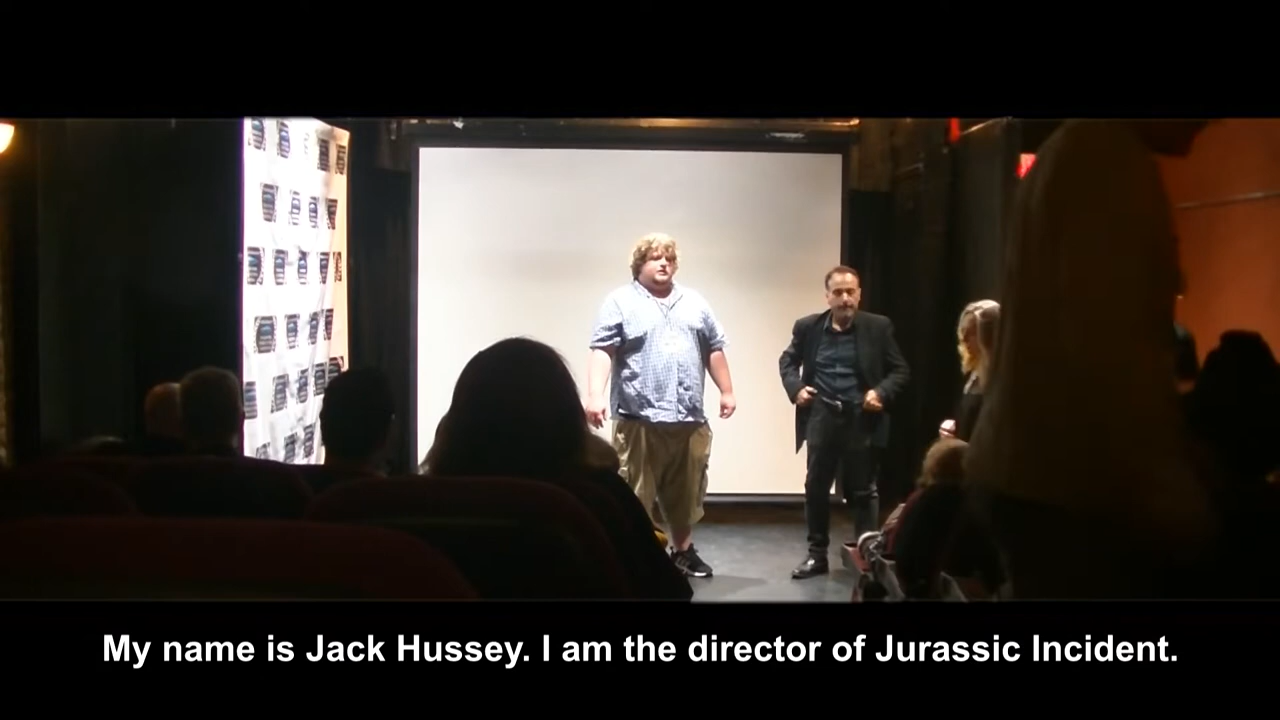 My name is Jack Hussey. I am the director of Jurassic Incident.